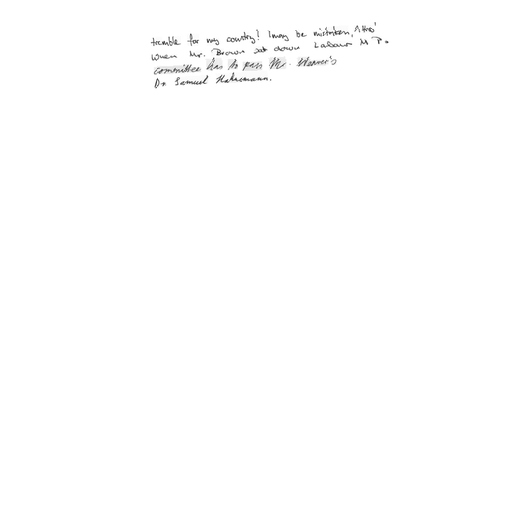 tremble for my country! I may be mistaken, " tho'
when Mr. Brown sat down Labour M P.
committee has to pass Mr. Weaver's
Dr Samuel Hahnemann.